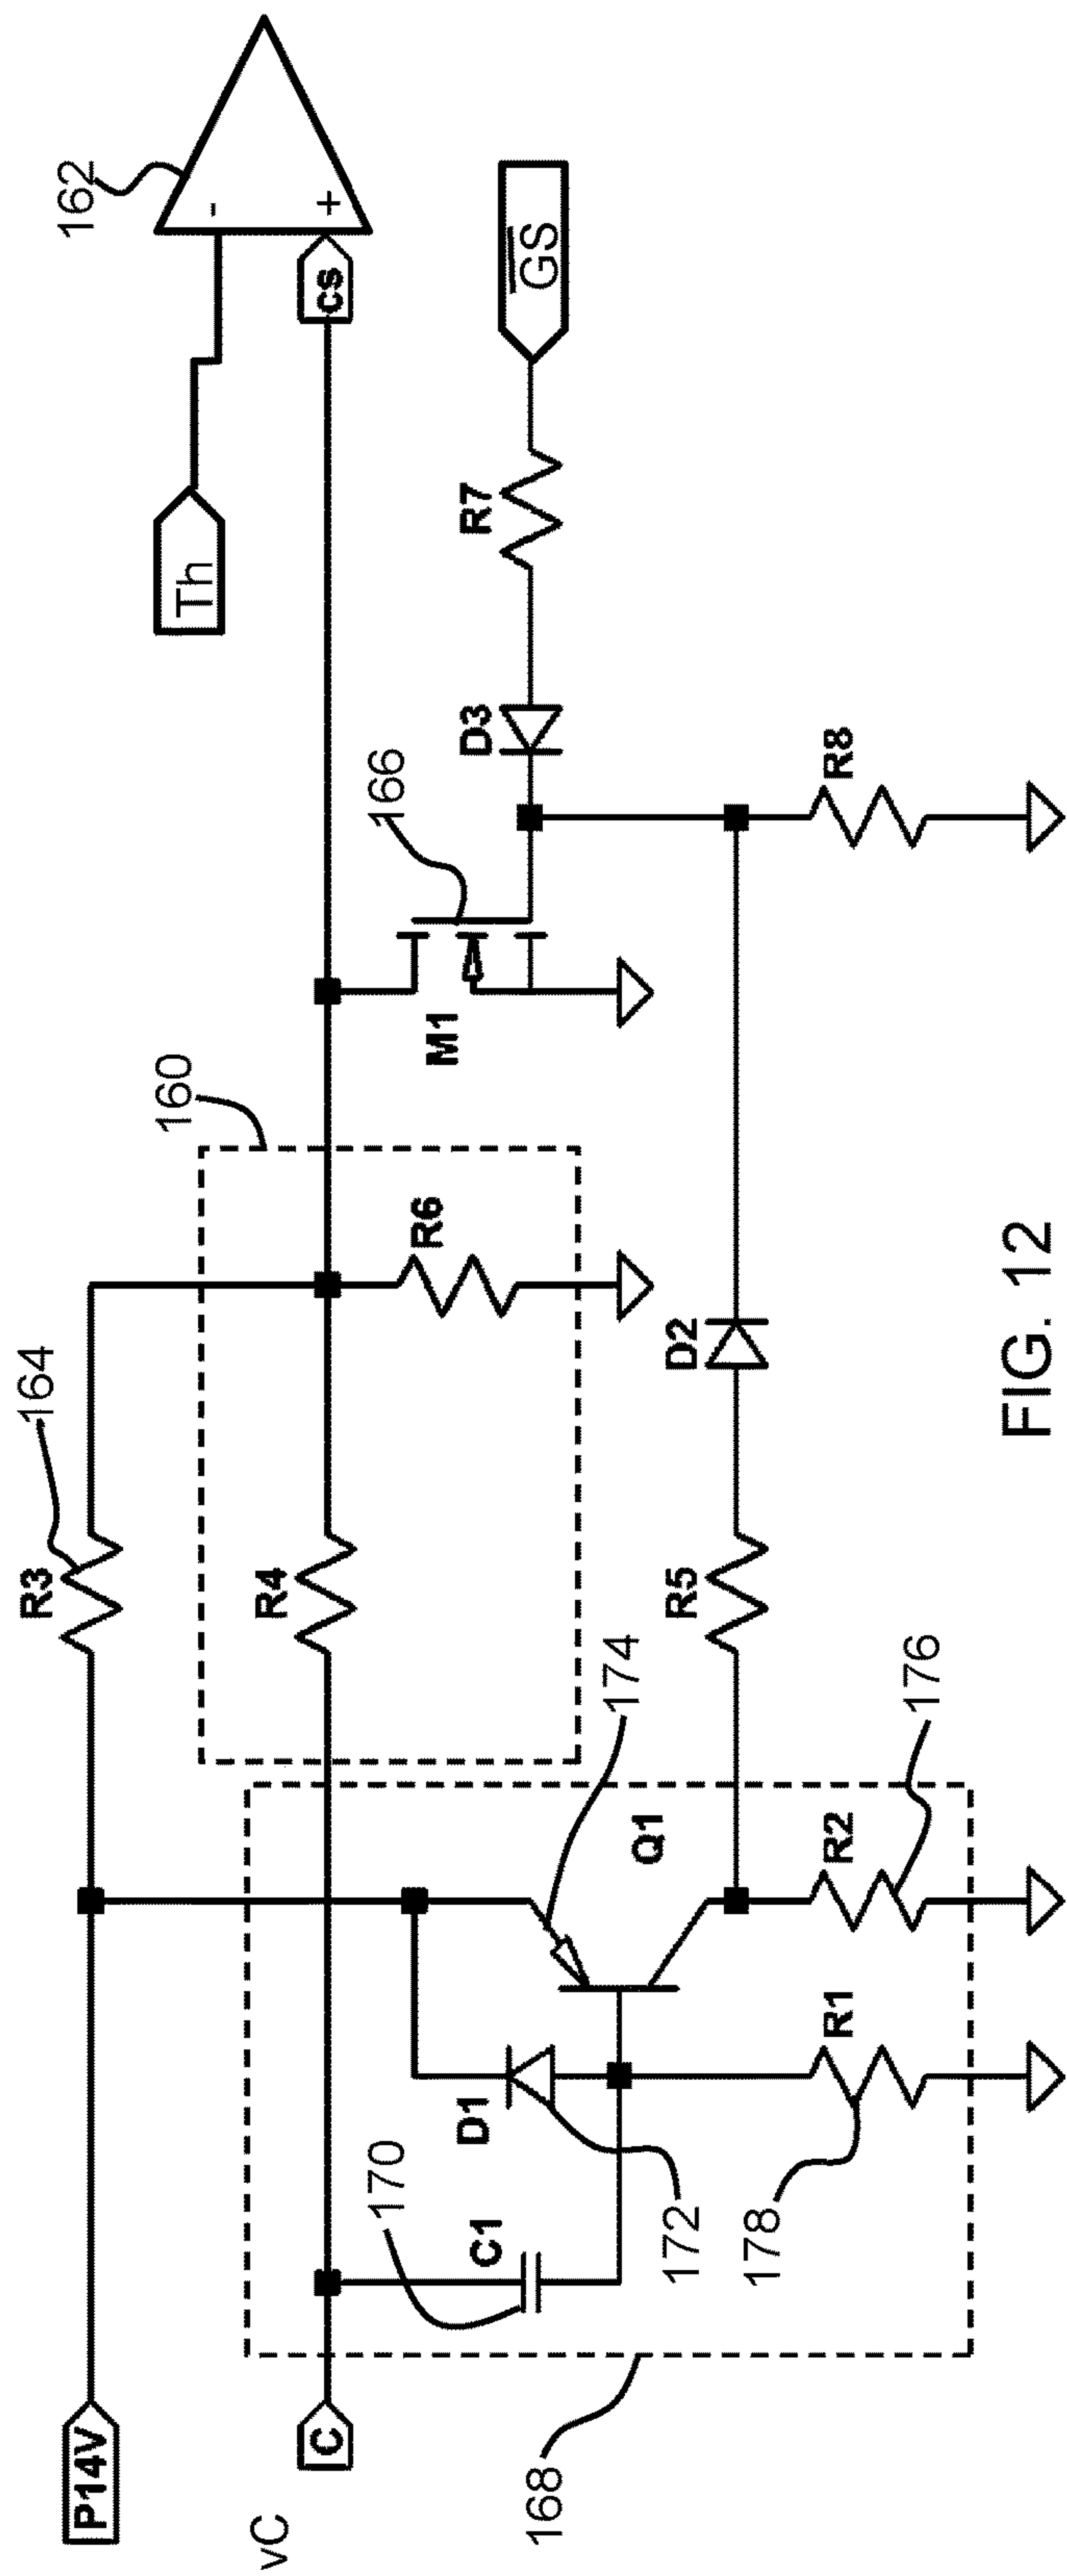 P14V
R3
164
160
162
Th
-
+
cs
vC
C
R4
R6
M1
166
D3
R7
G̅S̅
168
170
C1
D1
172
174
Q1
R5
D2
R8
178
R1
R2
176
FIG. 12